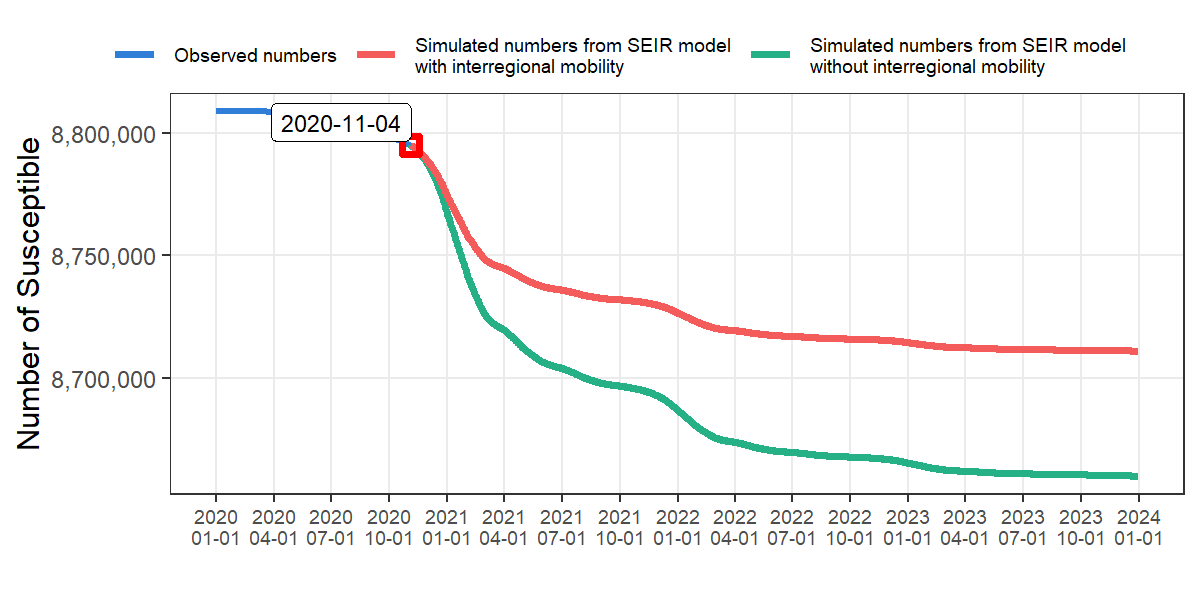 Observed numbers
Simulated numbers from SEIR model
with interregional mobility
Simulated numbers from SEIR model
without interregional mobility
2020-11-04
Number of Susceptible
8,800,000
8,750,000
8,700,000
2020 2020 2020 2020 2021 2021 2021 2021 2022 2022 2022 2022 2023 2023 2023 2023 2024
01-01 04-01 07-01 10-01 01-01 04-01 07-01 10-01 01-01 04-01 07-01 10-01 01-01 04-01 07-01 10-01 01-01